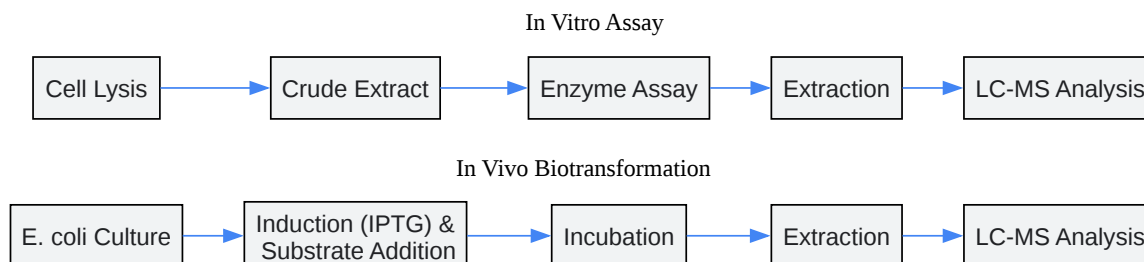 In Vitro Assay
Cell Lysis
Crude Extract
Enzyme Assay
Extraction
LC-MS Analysis
In Vivo Biotransformation
E. coli Culture
Induction (IPTG) &
Substrate Addition
Incubation
Extraction
LC-MS Analysis